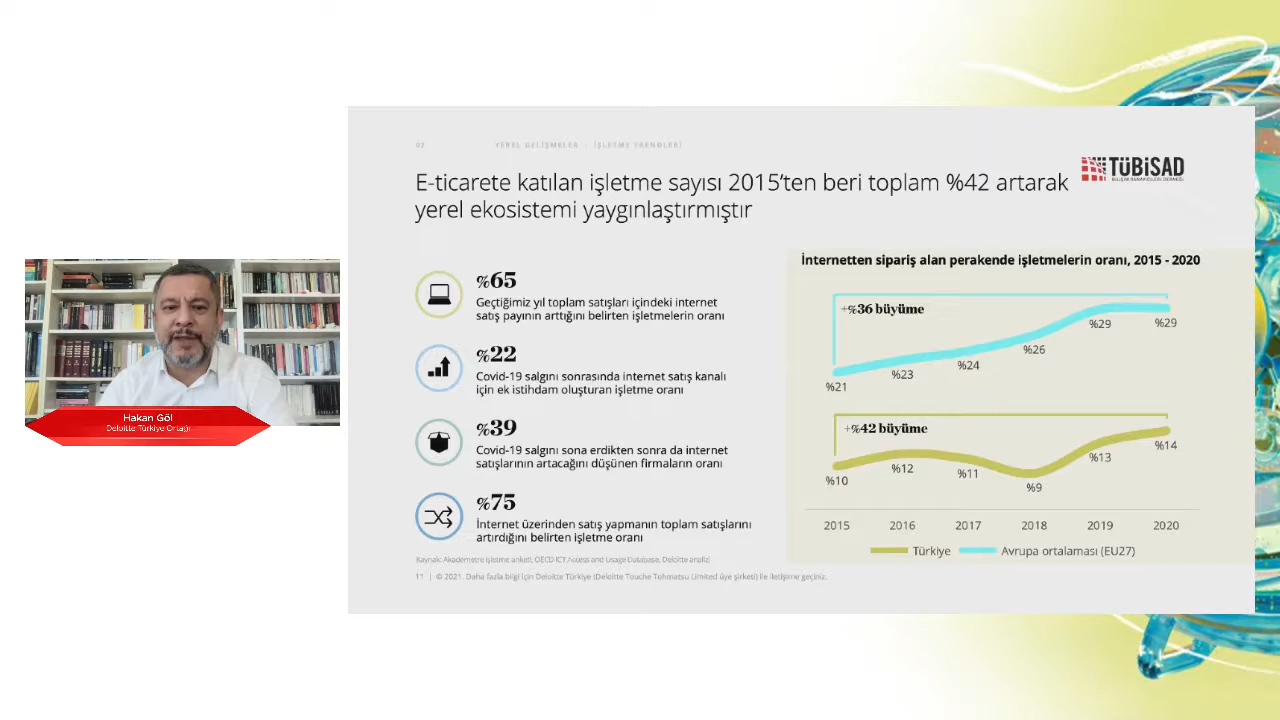 02 YEREL GELİŞMELER - İŞLETME TRENDLERİ
TÜBİSAD
BİLİŞİM SANAYİCİLERİ DERNEĞİ
E-ticarete katılan işletme sayısı 2015’ten beri toplam %42 artarak
yerel ekosistemi yaygınlaştırmıştır
%65
Geçtiğimiz yıl toplam satışları içindeki internet
satış payının arttığını belirten işletmelerin oranı
%22
Covid-19 salgını sonrasında internet satış kanalı
için ek istihdam oluşturan işletme oranı
%39
Covid-19 salgını sona erdikten sonra da internet
satışlarının artacağını düşünen firmaların oranı
%75
İnternet üzerinden satış yapmanın toplam satışlarını
artırdığını belirten işletme oranı
İnternetten sipariş alan perakende işletmelerin oranı, 2015 - 2020
+%36 büyüme
%21 %23 %24 %26 %29 %29
+%42 büyüme
%10 %12 %11 %9 %13 %14
2015 2016 2017 2018 2019 2020
Türkiye Avrupa ortalaması (EU27)
Kaynak: Akademetre işletme anketi, OECD ICT Access and Usage Database, Deloitte analizi
11 | © 2021. Daha fazla bilgi için Deloitte Türkiye (Deloitte Touche Tohmatsu Limited üye şirketi) ile iletişime geçiniz.
Hakan Göl
Deloitte Türkiye Ortağı